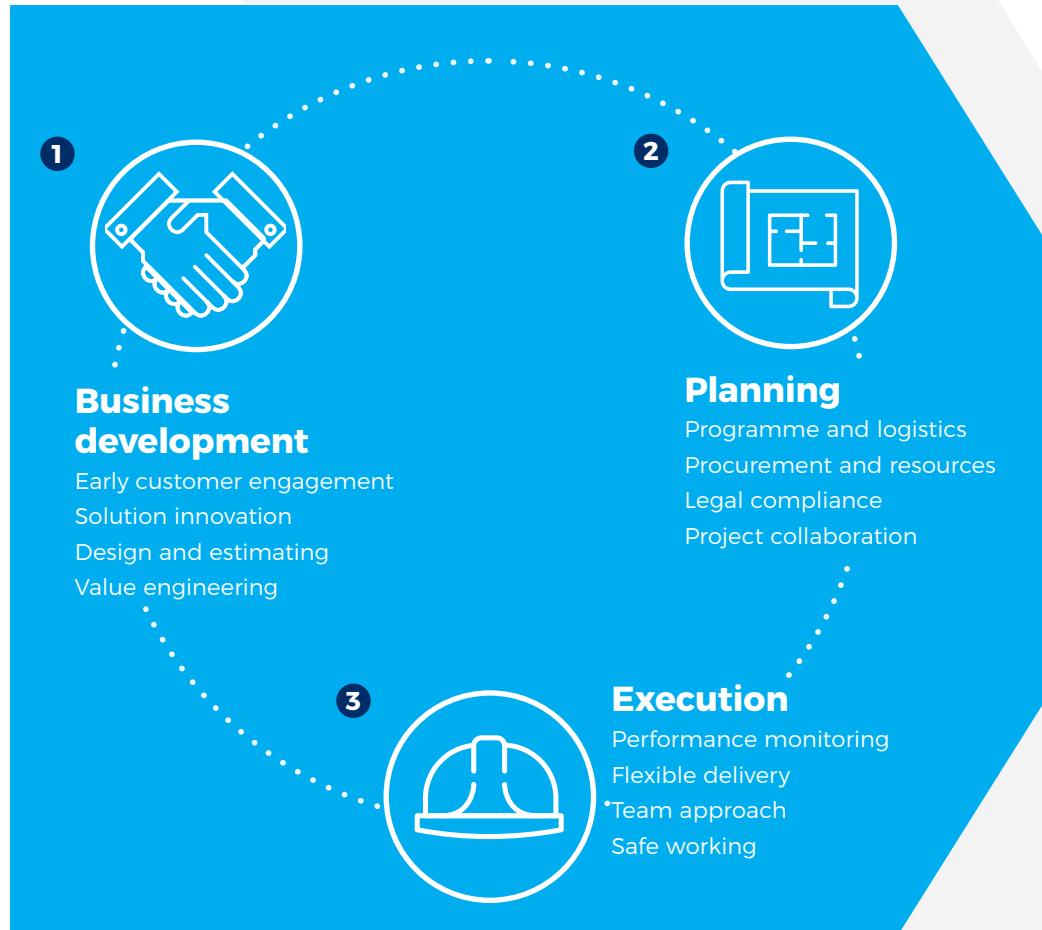 1
Business
development
Early customer engagement
Solution innovation
Design and estimating
Value engineering
2
Planning
Programme and logistics
Procurement and resources
Legal compliance
Project collaboration
3
Execution
Performance monitoring
Flexible delivery
Team approach
Safe working